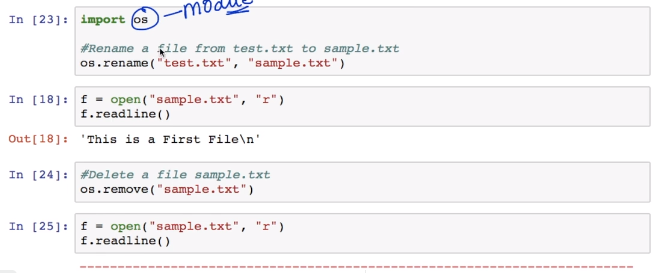 In [23]: import os — module
#Rename a file from test.txt to sample.txt
os.rename("test.txt", "sample.txt")
In [18]: f = open("sample.txt", "r")
f.readline()
Out[18]: 'This is a First File\n'
In [24]: #Delete a file sample.txt
os.remove("sample.txt")
In [25]: f = open("sample.txt", "r")
f.readline()
---------------------------------------------------------------------------